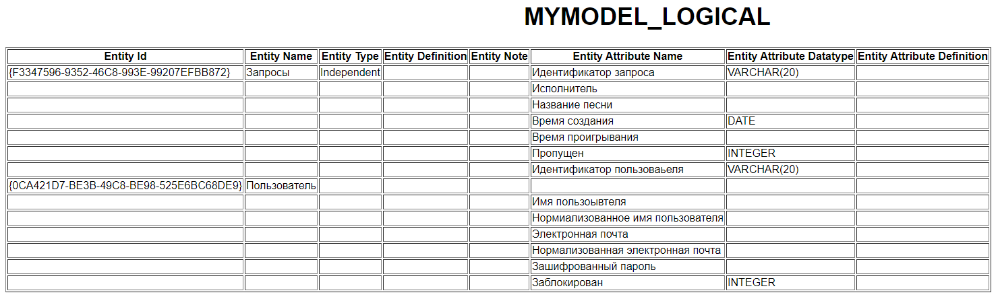 MYMODEL_LOGICAL
Entity Id Entity Name Entity Type Entity Definition Entity Note Entity Attribute Name Entity Attribute Datatype Entity Attribute Definition
{F3347596-9352-46C8-993E-99207EFBB872} Запросы Independent Идентификатор запроса VARCHAR(20)
Исполнитель
Название песни
Время создания DATE
Время проигрывания
Пропущен INTEGER
Идентификатор пользоваьеля VARCHAR(20)
{0CA421D7-BE3B-49C8-BE98-525E6BC68DE9} Пользователь
Имя пользоывтеля
Нормиализованное имя пользователя
Электронная почта
Нормализованная электронная почта
Зашифрованный пароль
Заблокирован INTEGER